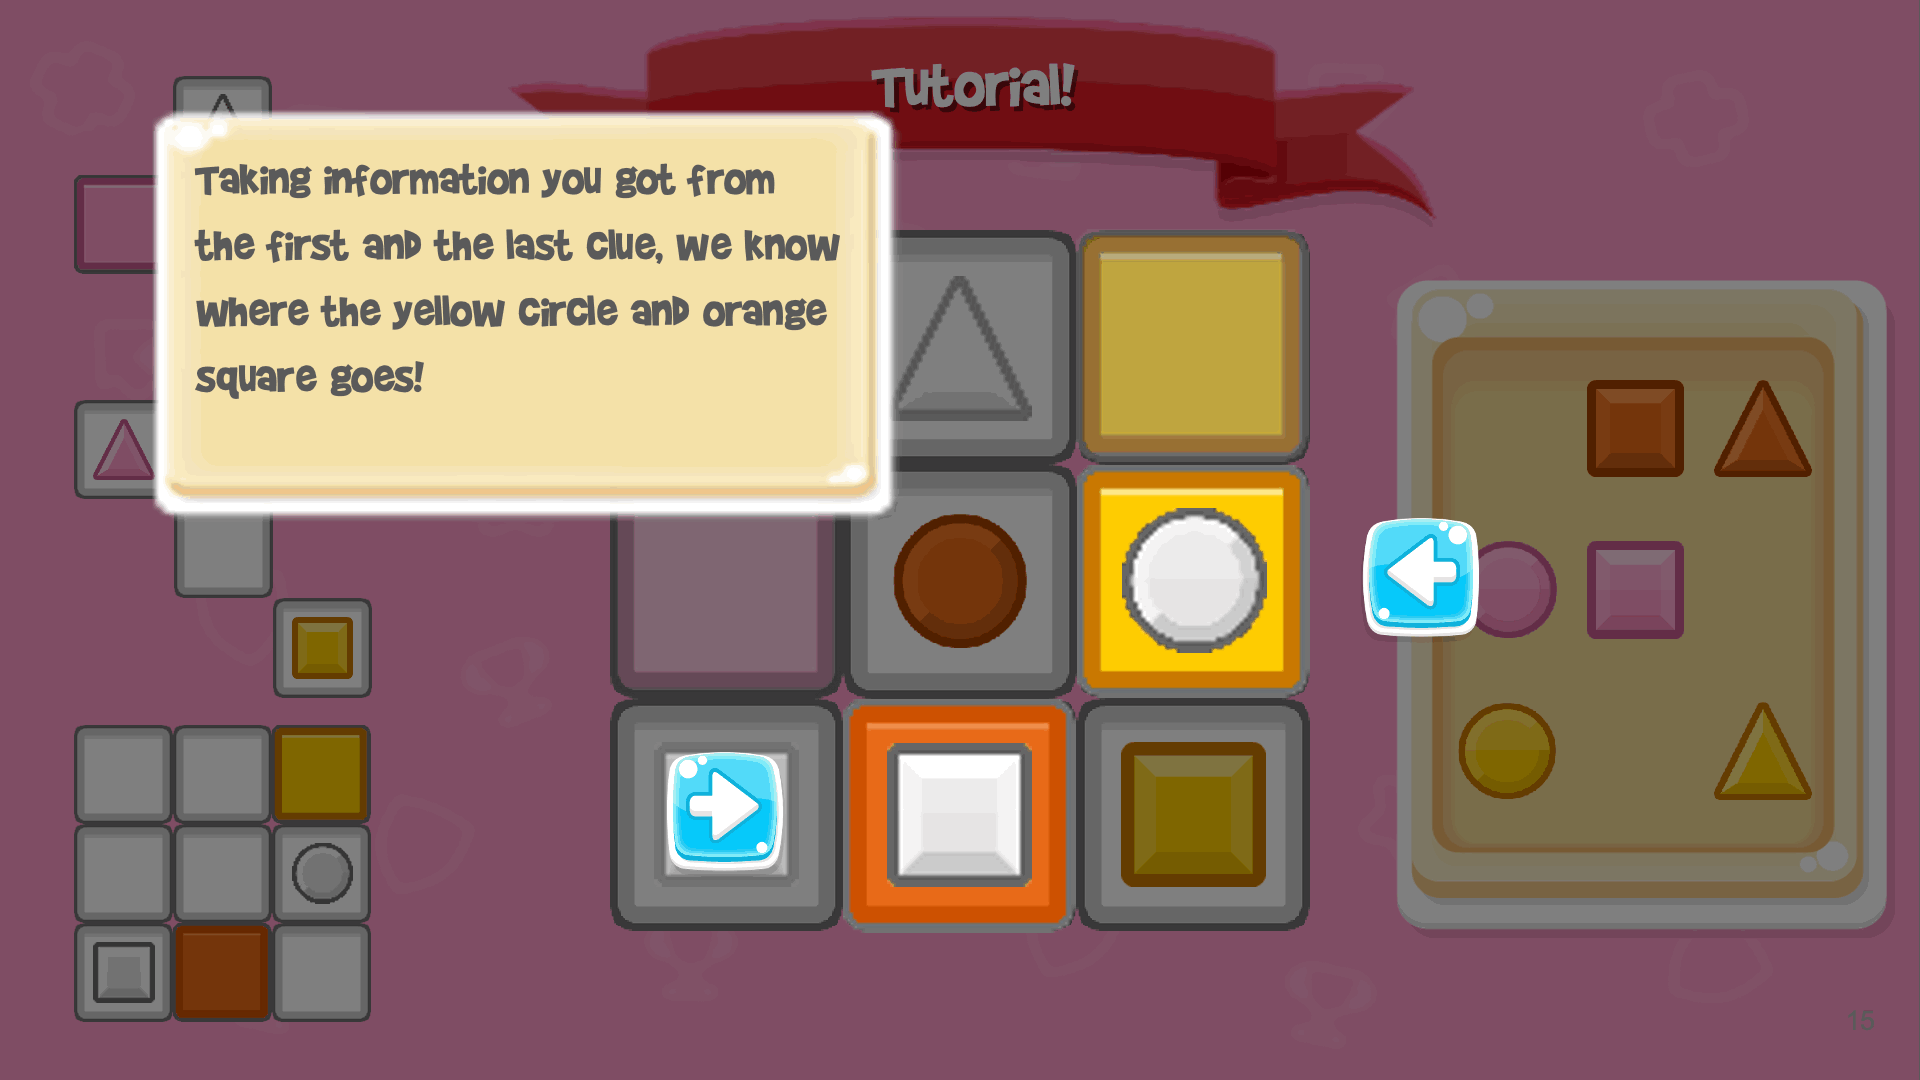 Tutorial!
Taking information you got from
the first and the last clue, we know
where the yellow circle and orange
square goes!
15